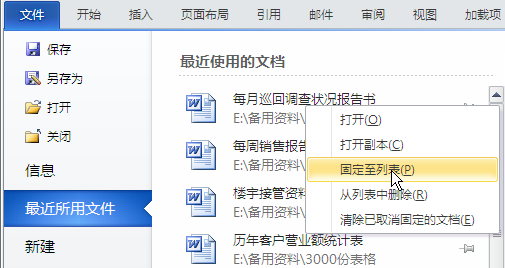 文件 开始 插入 页面布局 引用 邮件 审阅 视图 加载项
保存
另存为
打开
关闭
信息
最近所用文件
新建
最近使用的文档
每月巡回调查状况报告书
E:\备用资料\
每周销售报告
E:\备用资料\
楼宇接管资料
E:\备用资料\
历年客户营业额统计表
E:\备用资料\3000份表格
打开(O)
打开副本(C)
固定至列表(P)
从列表中删除(R)
清除已取消固定的文档(E)